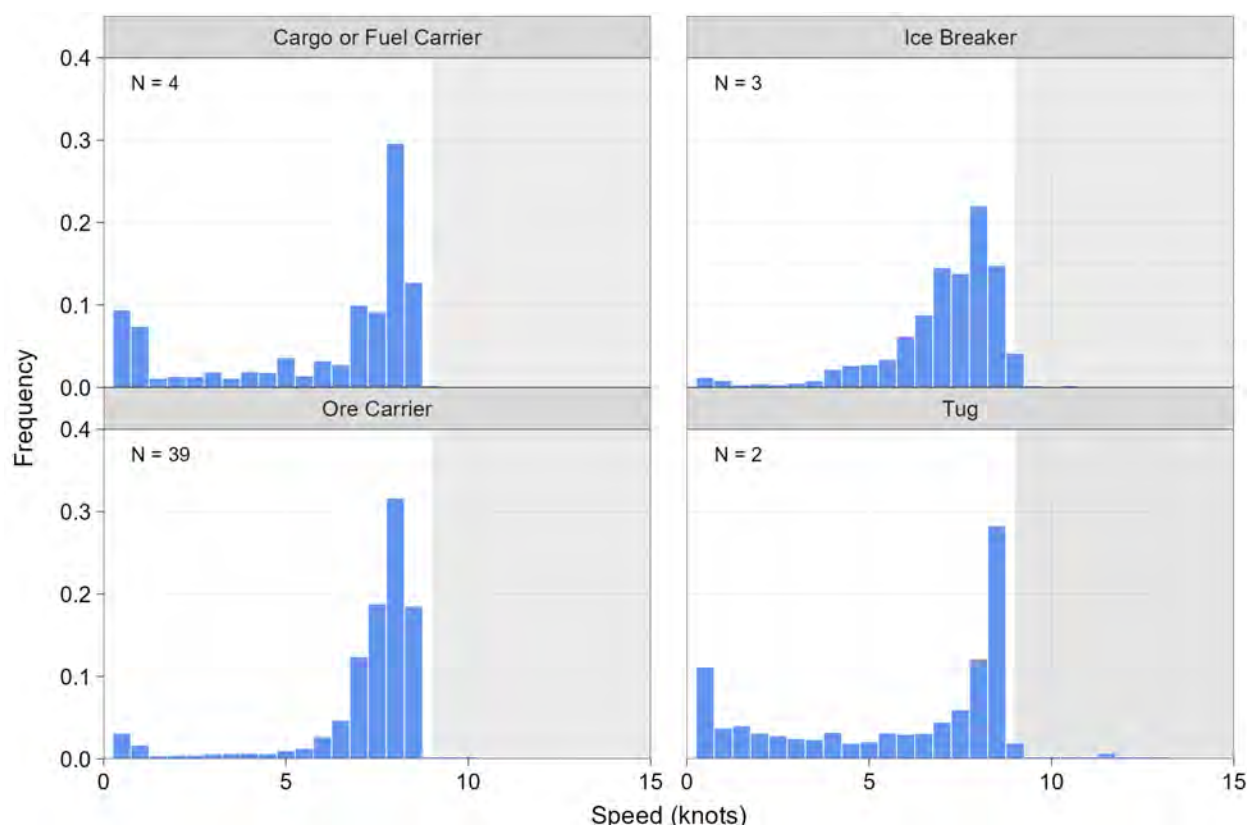 Cargo or Fuel Carrier
Ice Breaker
0.4
N = 4
N = 3
0.3
0.2
0.1
0.0
Ore Carrier
Tug
0.4
N = 39
N = 2
0.3
0.2
0.1
0.0
Frequency
0 5 10 15 0 5 10 15
Speed (knots)